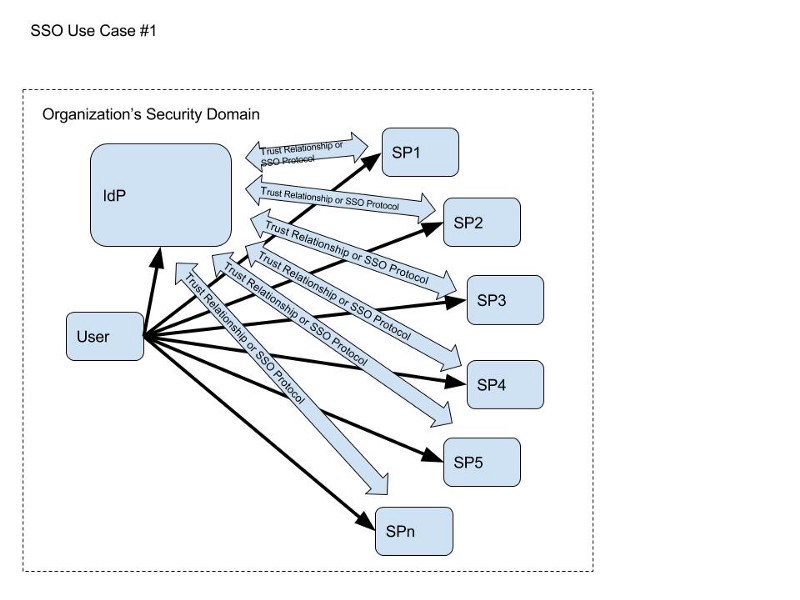 SSO Use Case #1
Organization's Security Domain
IdP
Trust Relationship or
SSO Protocol
SP1
Trust Relationship or SSO Protocol
SP2
Trust Relationship or SSO Protocol
SP3
Trust Relationship or SSO Protocol
SP4
Trust Relationship or SSO Protocol
SP5
Trust Relationship or SSO Protocol
SPn
User